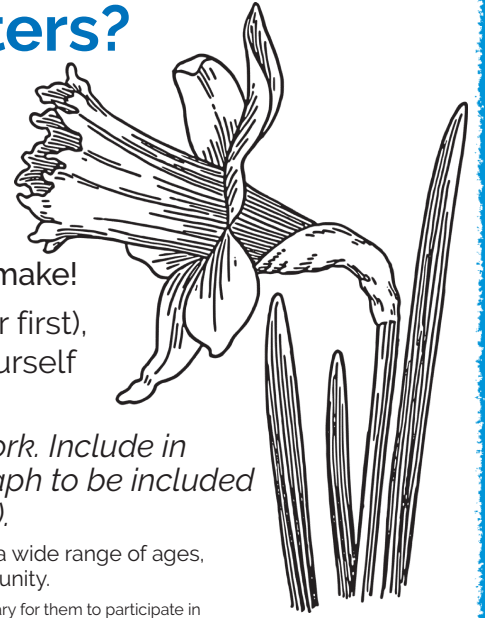 ters?
make!
r first),
urself
ork. Include in
aph to be included
).
a wide range of ages,
unity.
ary for them to participate in